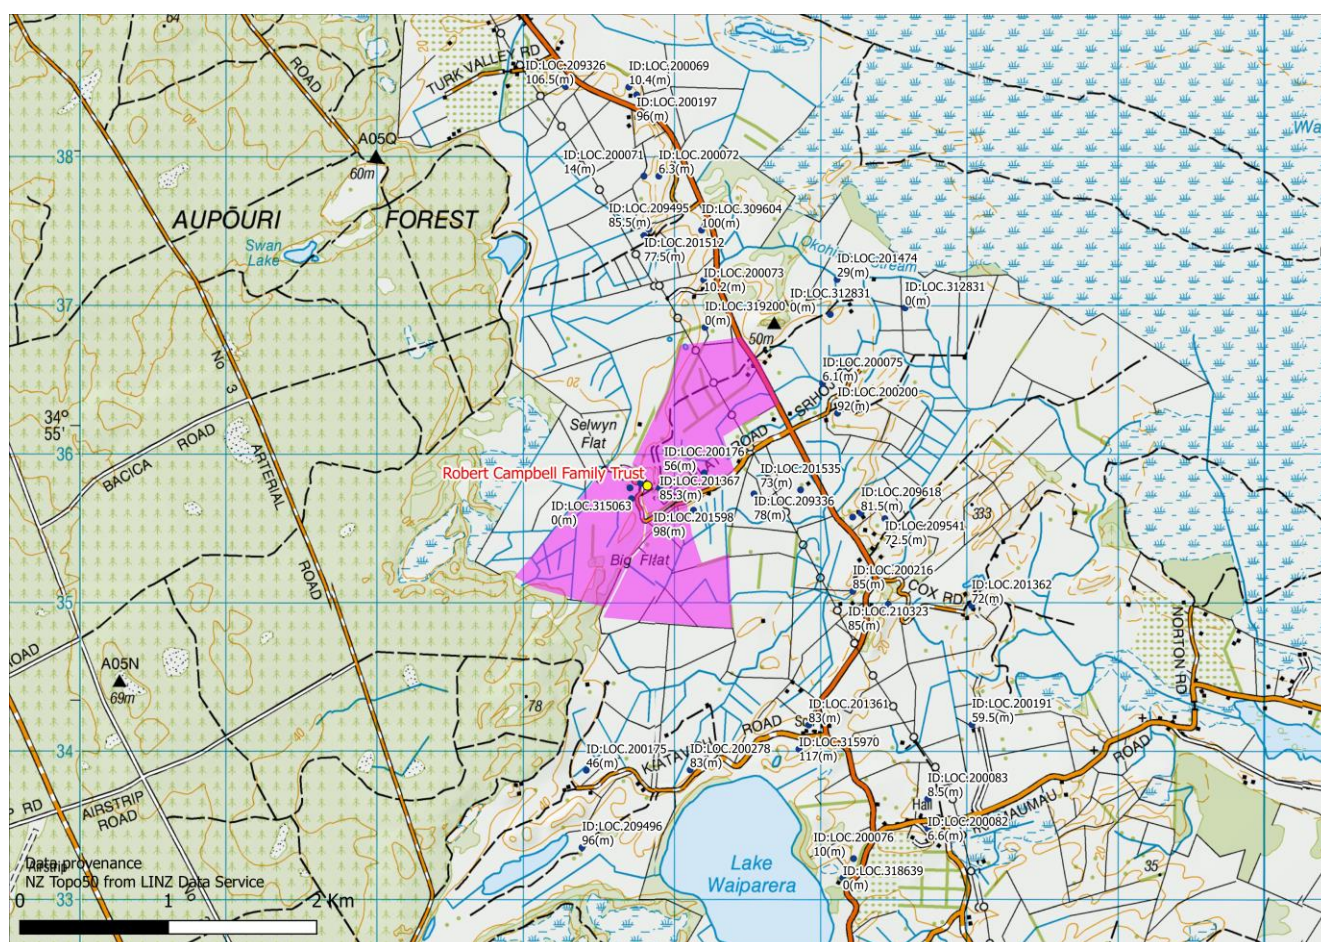 64
TURK VALLEY RD
ID:LOC.209326
106.5(m)
ID:LOC.200069
10.4(m)
ID:LOC.200197
96(m)
ROAD
A05Q
60m
38
ID:LOC.200071
14(m)
ID:LOC.200072
6.3(m)
AUPŌURI FOREST
ID:LOC.209495
85.5(m)
ID:LOC.309604
100(m)
ID:LOC.201512
77.5(m)
Swan
Lake
ID:LOC.201474
29(m)
ID:LOC.200073
10.2(m)
ID:LOC.312831
0(m)
ID:LOC.312831
0(m)
37
ID:LOC.319200
0(m)
50m
20
No 3
ARTERIAL
ROAD
ID:LOC.200075
6.1(m)
ID:LOC.200200
92(m)
34°
55'
Selwyn
Flat
BACICA ROAD
36
ROAD
ID:LOC.200176
56(m)
Robert Campbell Family Trust
ID:LOC.201367
85.3(m)
ID:LOC.201535
73(m)
ID:LOC.315063
0(m)
ID:LOC.209336
78(m)
ID:LOC.209618
81.5(m)
ID:LOC.201598
98(m)
333
ID:LOC.209541
72.5(m)
Big Flat
ID:LOC.200216
85(m)
COX RD
ID:LOC.201362
72(m)
35
ID:LOC.210323
85(m)
NORTON RD
ROAD
A05N
69m
78
ID:LOC.201361
83(m)
ID:LOC.200191
59.5(m)
ROAD
ID:LOC.315970
117(m)
34
ID:LOC.200175
46(m)
ID:LOC.200278
83(m)
ROAD
ID:LOC.200083
8.5(m)
Hall
AIRSTRIP
ROAD
ID:LOC.209496
96(m)
ID:LOC.200082
6.6(m)
ID:LOC.200076
10(m)
35
Lake
Waiparera
ID:LOC.318639
0(m)
Data provenance
Airstrip
NZ Topo50 from LINZ Data Service
33
0 1 2 Km